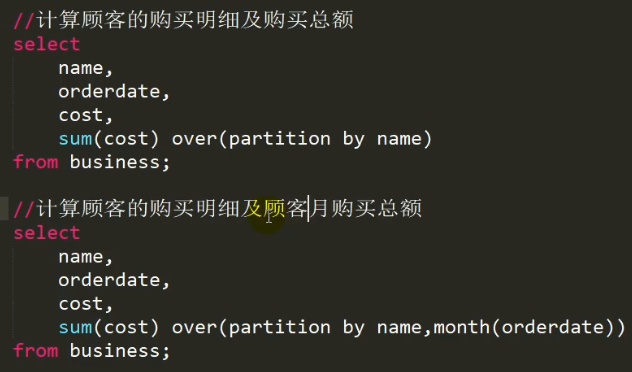 //计算顾客的购买明细及购买总额
select
    name,
    orderdate,
    cost,
    sum(cost) over(partition by name)
from business;

//计算顾客的购买明细及顾客月购买总额
select
    name,
    orderdate,
    cost,
    sum(cost) over(partition by name,month(orderdate))
from business;